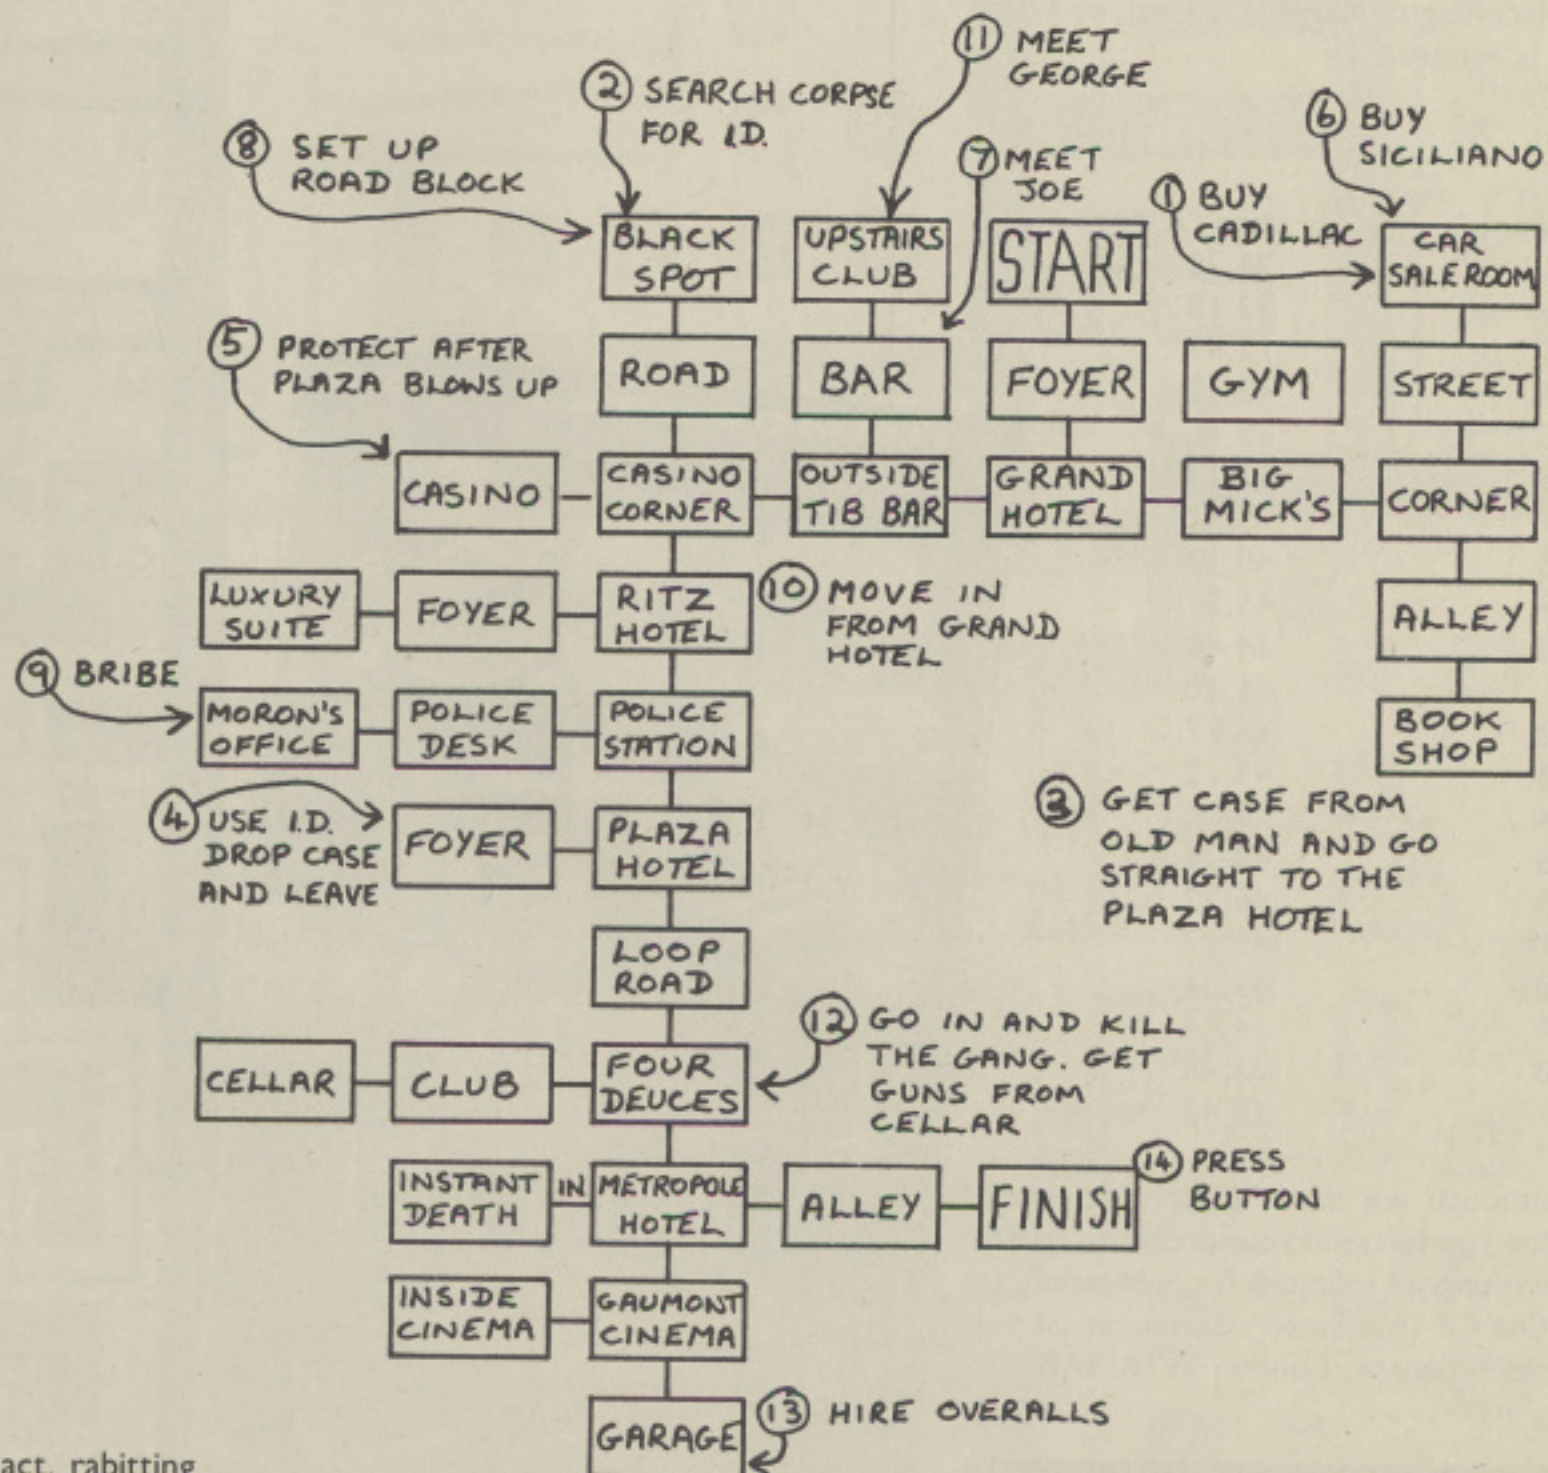 11 MEET
GEORGE
2 SEARCH CORPSE
FOR I.D.
6 BUY
SICILIANO
8 SET UP
ROAD BLOCK
7 MEET
JOE
1 BUY
CADILLAC
BLACK
SPOT
UPSTAIRS
CLUB
START
CAR
SALEROOM
5 PROTECT AFTER
PLAZA BLOWS UP
ROAD
BAR
FOYER
GYM
STREET
CASINO
CASINO
CORNER
OUTSIDE
TIB BAR
GRAND
HOTEL
BIG
MICK'S
CORNER
LUXURY
SUITE
FOYER
RITZ
HOTEL
10 MOVE IN
FROM GRAND
HOTEL
ALLEY
9 BRIBE
MORON'S
OFFICE
POLICE
DESK
POLICE
STATION
BOOK
SHOP
4 USE I.D.
DROP CASE
AND LEAVE
FOYER
PLAZA
HOTEL
3 GET CASE FROM
OLD MAN AND GO
STRAIGHT TO THE
PLAZA HOTEL
LOOP
ROAD
CELLAR
CLUB
FOUR
DEUCES
12 GO IN AND KILL
THE GANG. GET
GUNS FROM
CELLAR
INSTANT
DEATH
IN
METROPOLE
HOTEL
ALLEY
FINISH
14 PRESS
BUTTON
INSIDE
CINEMA
GAUMONT
CINEMA
GARAGE
13 HIRE OVERALLS
act, rabitting